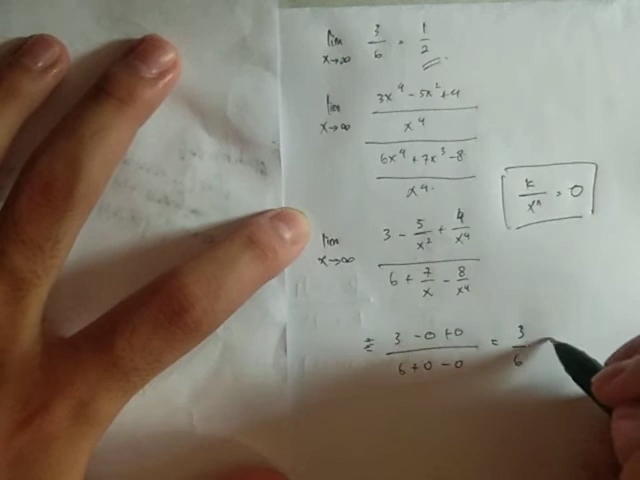 lim x→∞ 3/6 = 1/2
lim x→∞ (3x⁴ - 5x² + 4 / x⁴) / (6x⁴ + 7x³ - 8 / x⁴)
k/xⁿ = 0
lim x→∞ (3 - 5/x² + 4/x⁴) / (6 + 7/x - 8/x⁴)
= (3 - 0 + 0) / (6 + 0 - 0) = 3/6